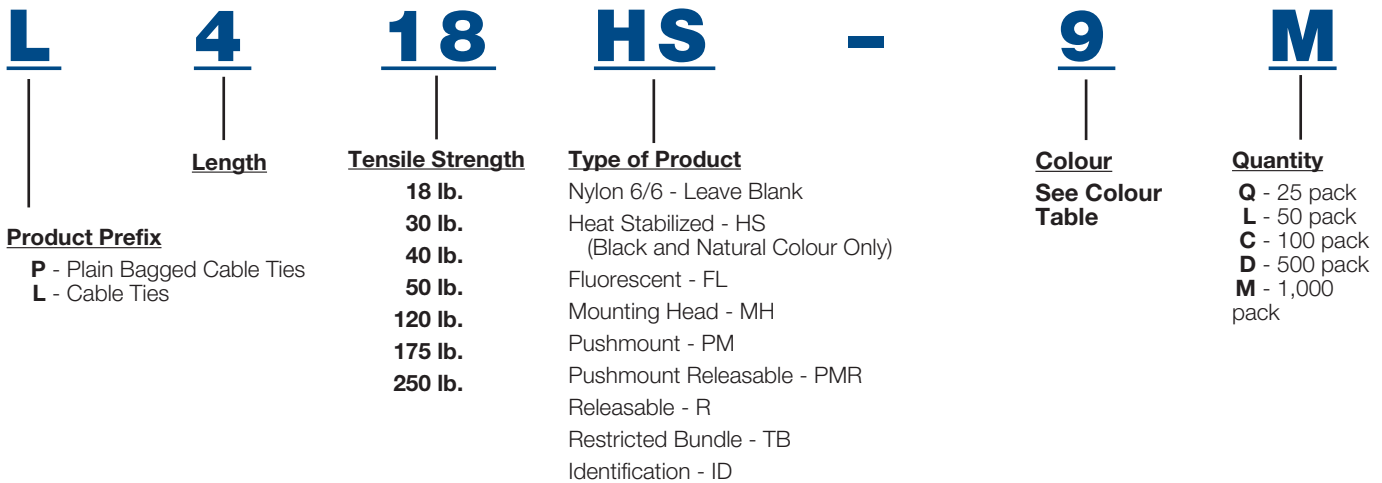 L 4 18 HS - 9 M
Product Prefix
P - Plain Bagged Cable Ties
L - Cable Ties
Length
Tensile Strength
18 lb.
30 lb.
40 lb.
50 lb.
120 lb.
175 lb.
250 lb.
Type of Product
Nylon 6/6 - Leave Blank
Heat Stabilized - HS
(Black and Natural Colour Only)
Fluorescent - FL
Mounting Head - MH
Pushmount - PM
Pushmount Releasable - PMR
Releasable - R
Restricted Bundle - TB
Identification - ID
Colour
See Colour
Table
Quantity
Q - 25 pack
L - 50 pack
C - 100 pack
D - 500 pack
M - 1,000
pack